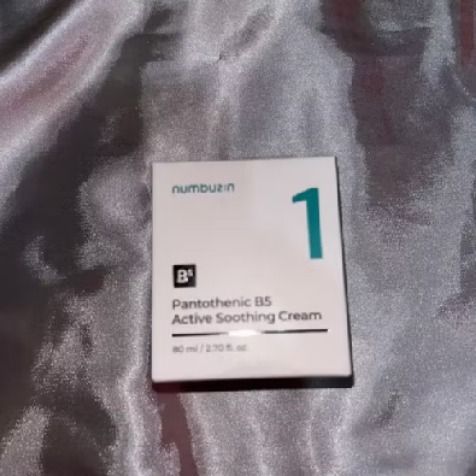 numbuzin
1
B5
Pantothenic B5
Active Soothing Cream
80 ml / 2.70 fl. oz.